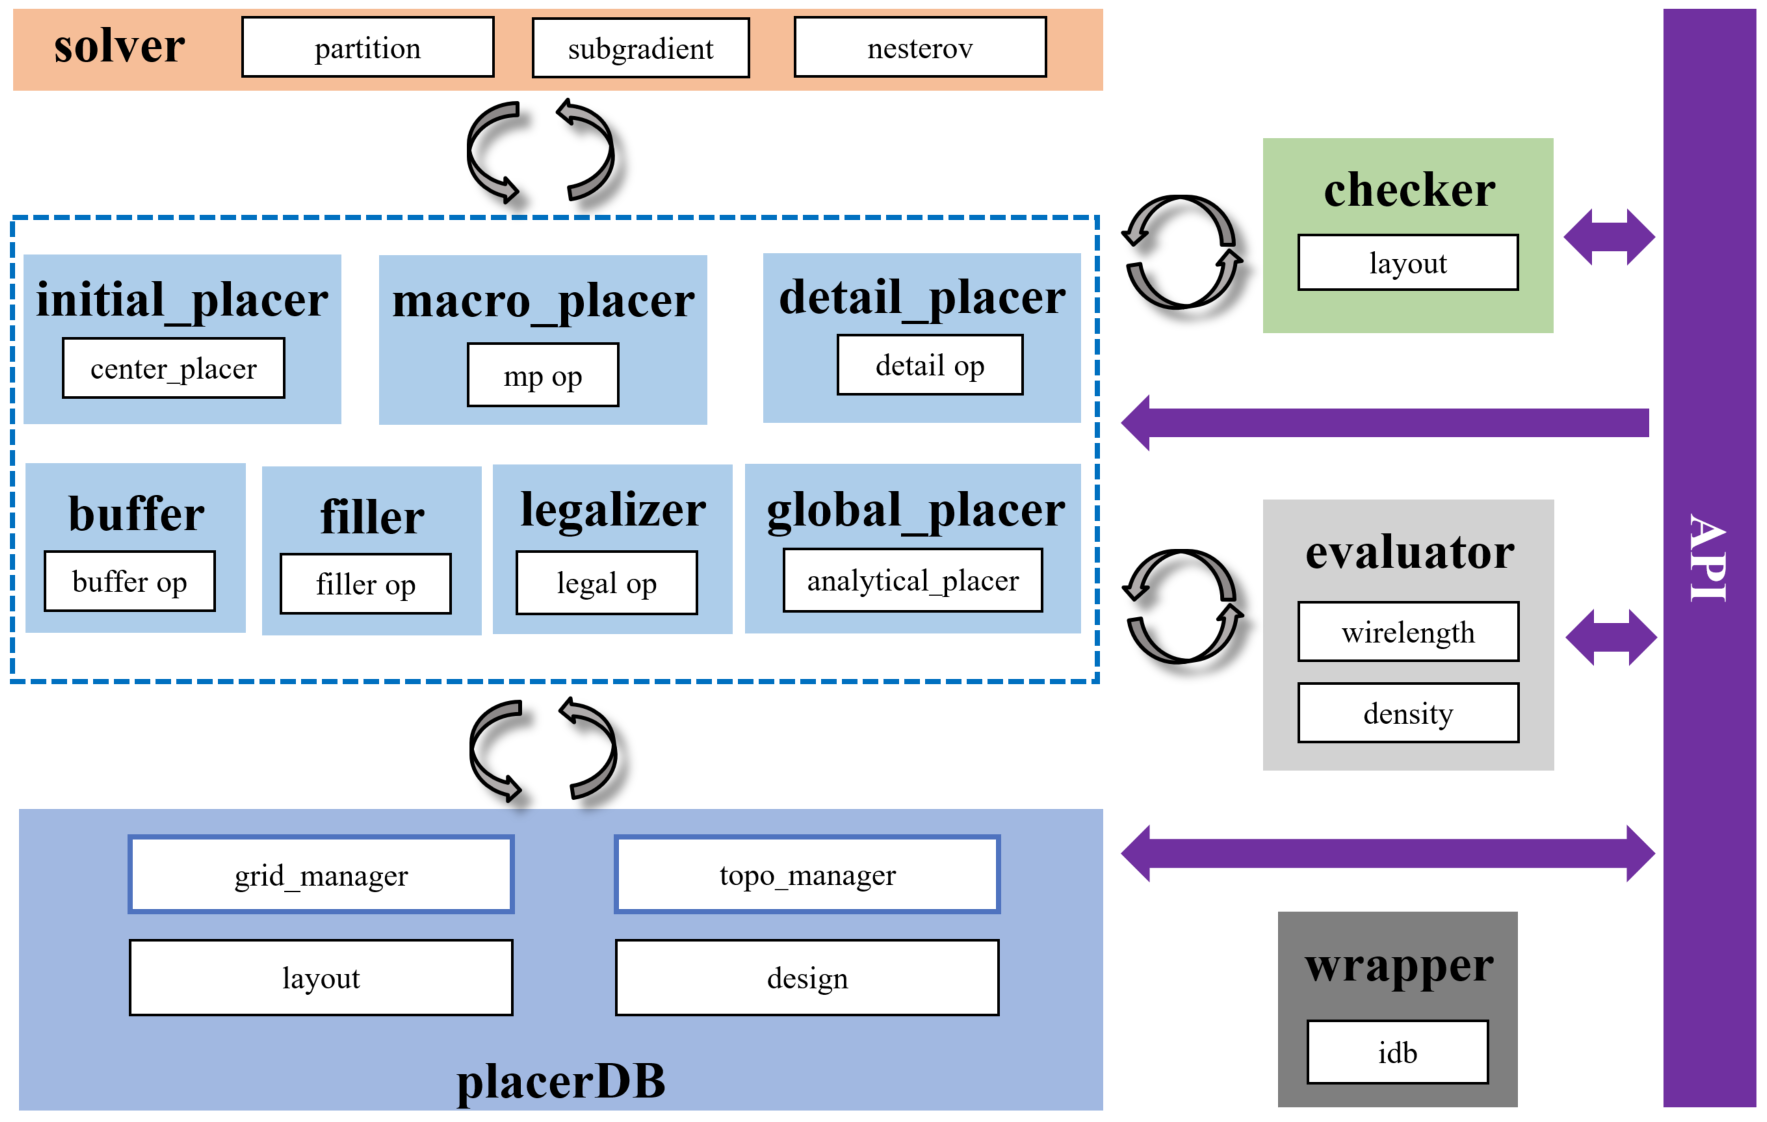 solver
partition
subgradient
nesterov
checker
layout
initial_placer
center_placer
macro_placer
mp op
detail_placer
detail op
buffer
buffer op
filler
filler op
legalizer
legal op
global_placer
analytical_placer
evaluator
wirelength
density
API
grid_manager
topo_manager
layout
design
placerDB
wrapper
idb